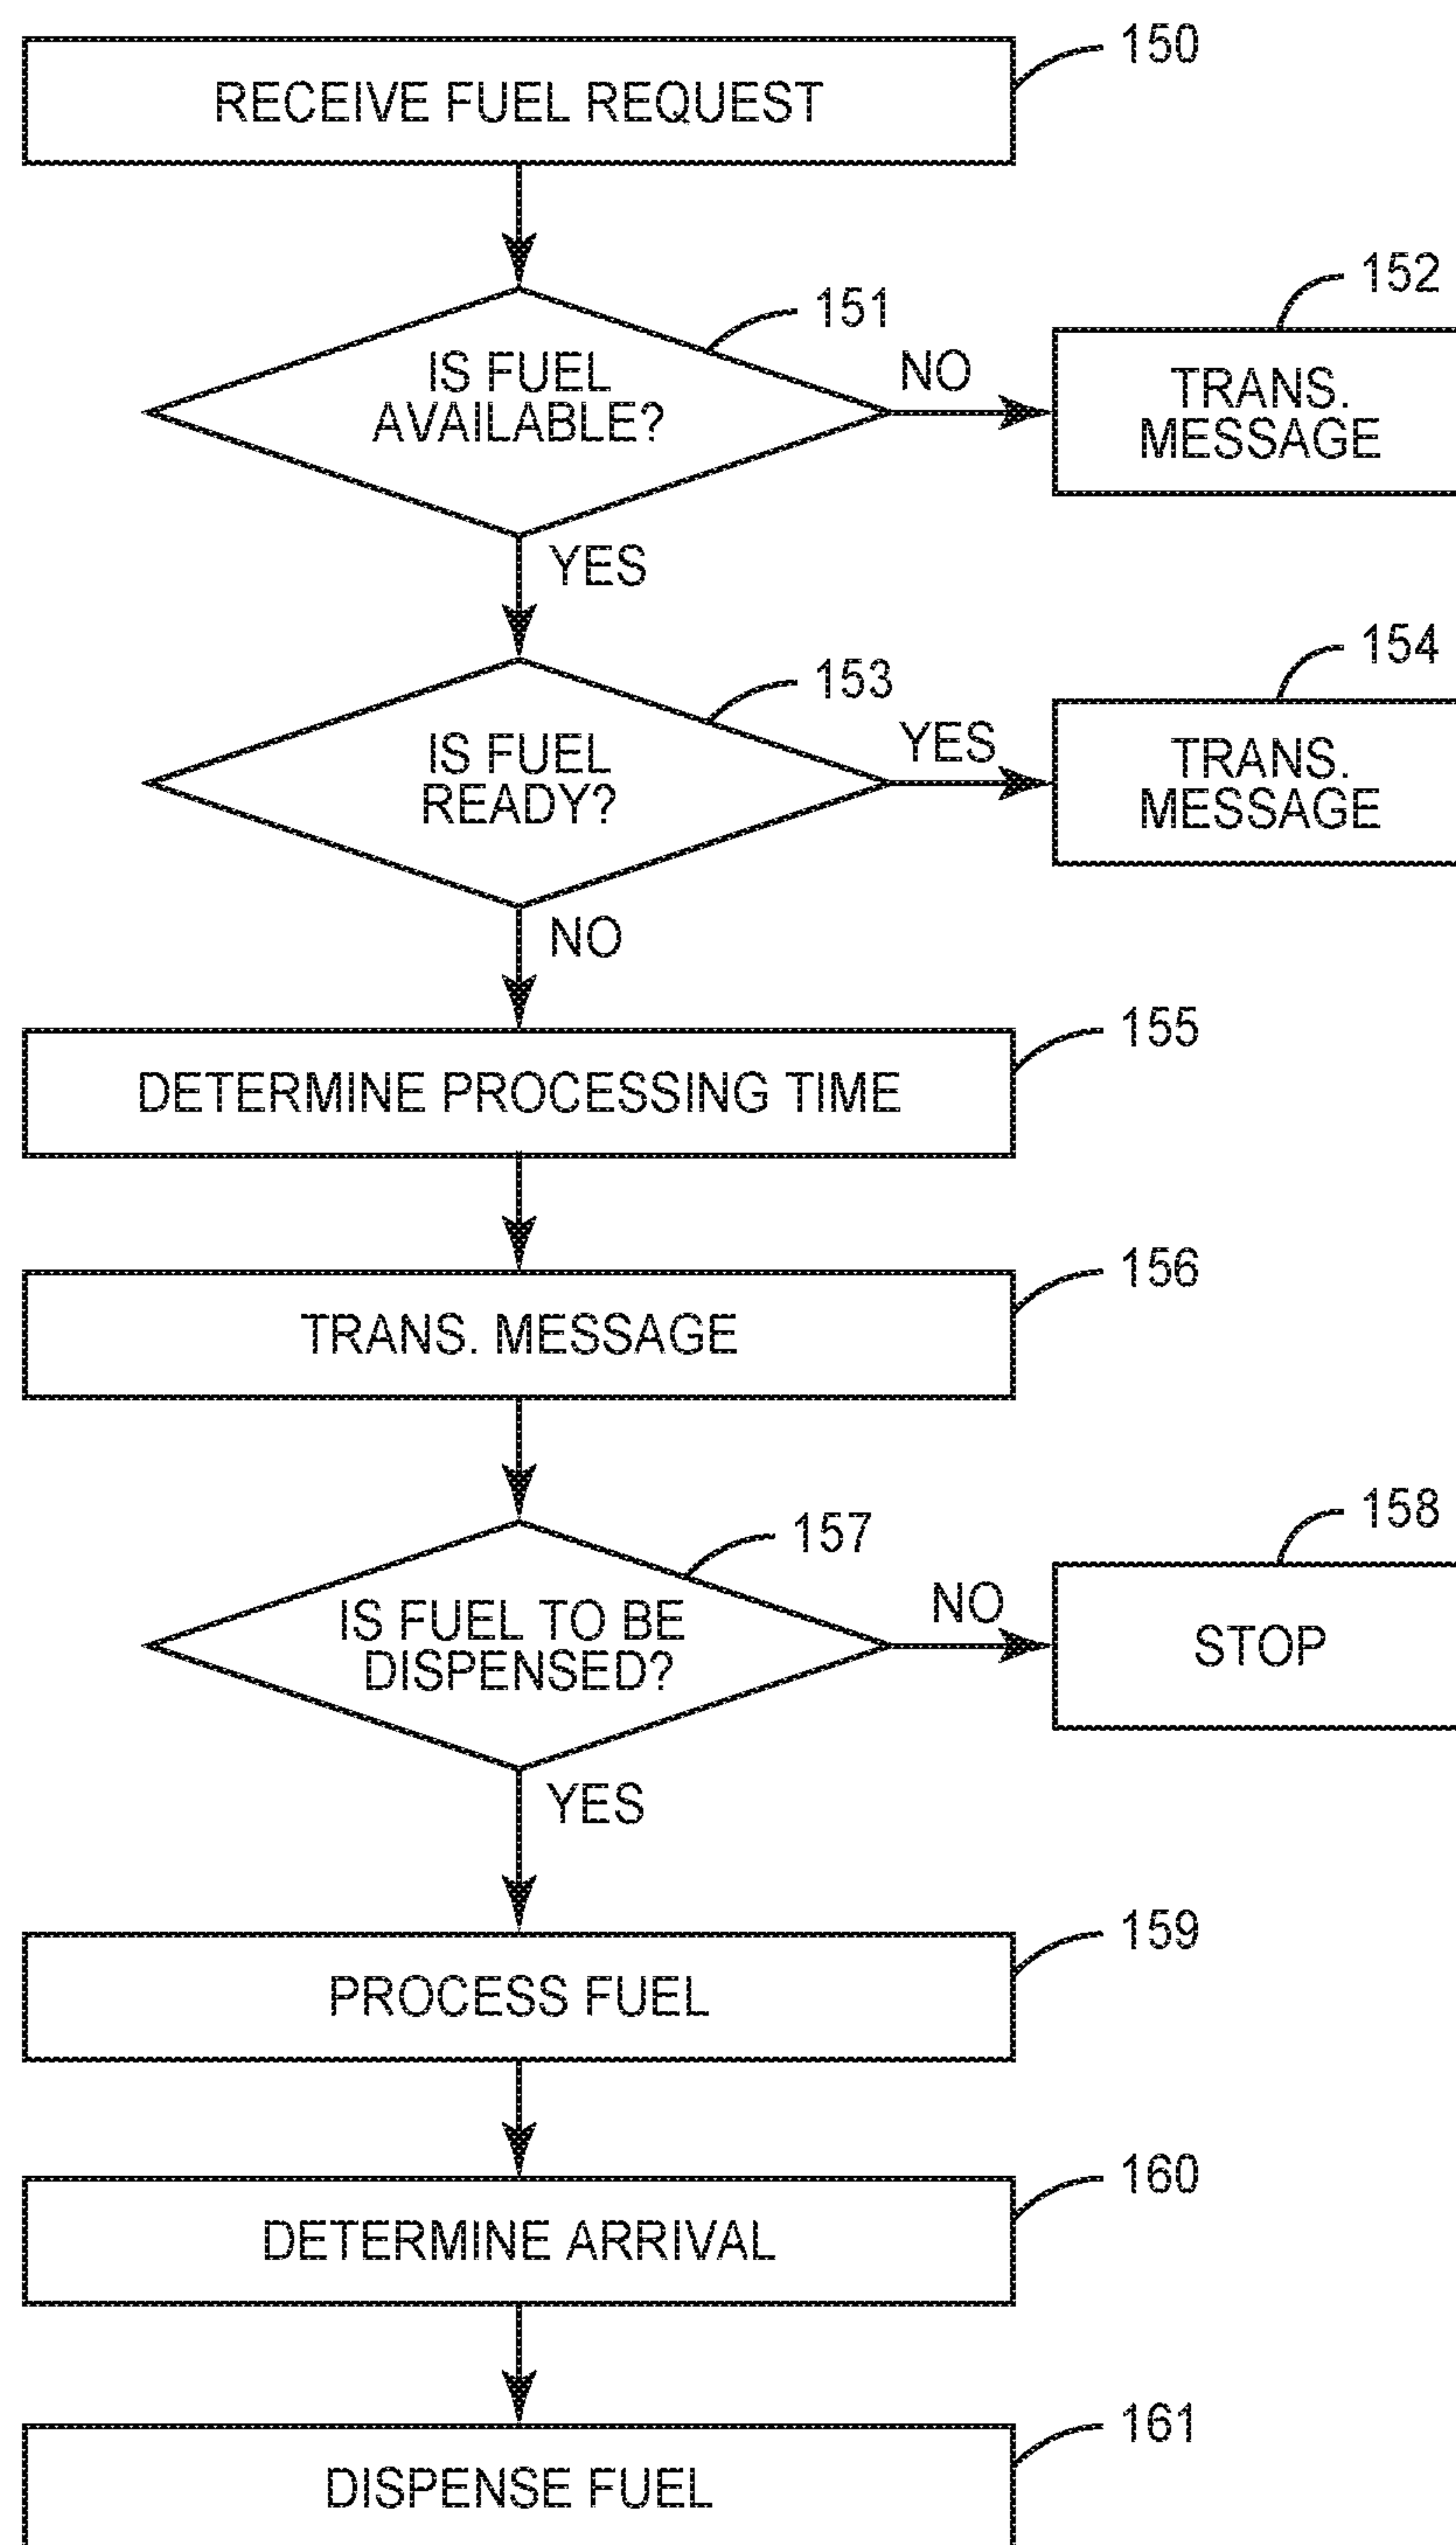 150
RECEIVE FUEL REQUEST
151
152
IS FUEL
AVAILABLE?
NO
TRANS.
MESSAGE
YES
153
154
IS FUEL
READY?
YES
TRANS.
MESSAGE
NO
155
DETERMINE PROCESSING TIME
156
TRANS. MESSAGE
157
158
IS FUEL TO BE
DISPENSED?
NO
STOP
YES
159
PROCESS FUEL
160
DETERMINE ARRIVAL
161
DISPENSE FUEL